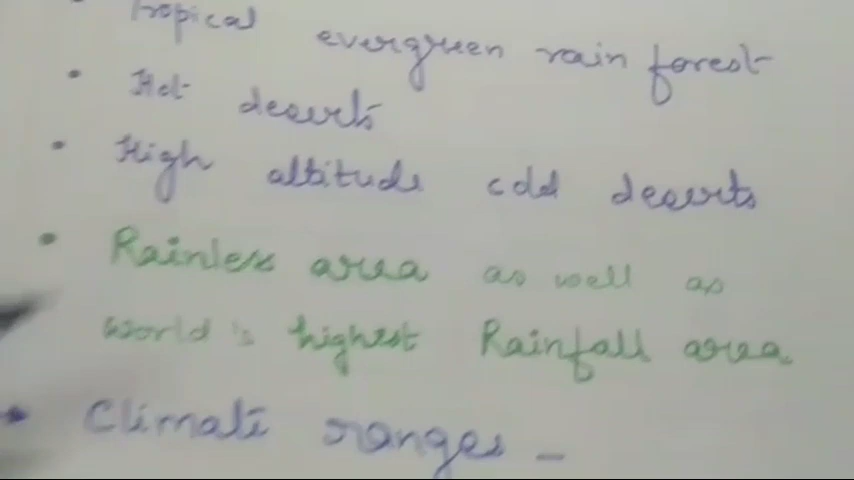 • Tropical evergreen rain forest
• Hot deserts
• High altitude cold deserts
• Rainless area as well as
world's highest Rainfall area
• Climate ranges -